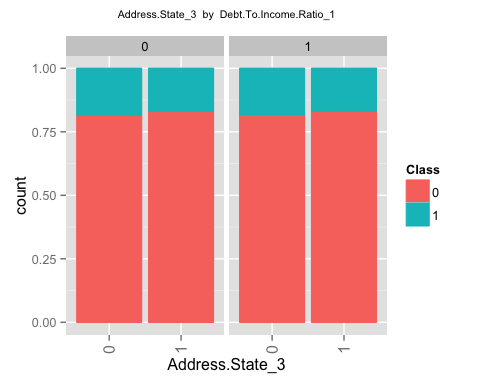 Address.State_3 by Debt.To.Income.Ratio_1
0 1
1.00
0.75
0.50
0.25
0.00
count
0 1 0 1
Address.State_3
Class
0
1